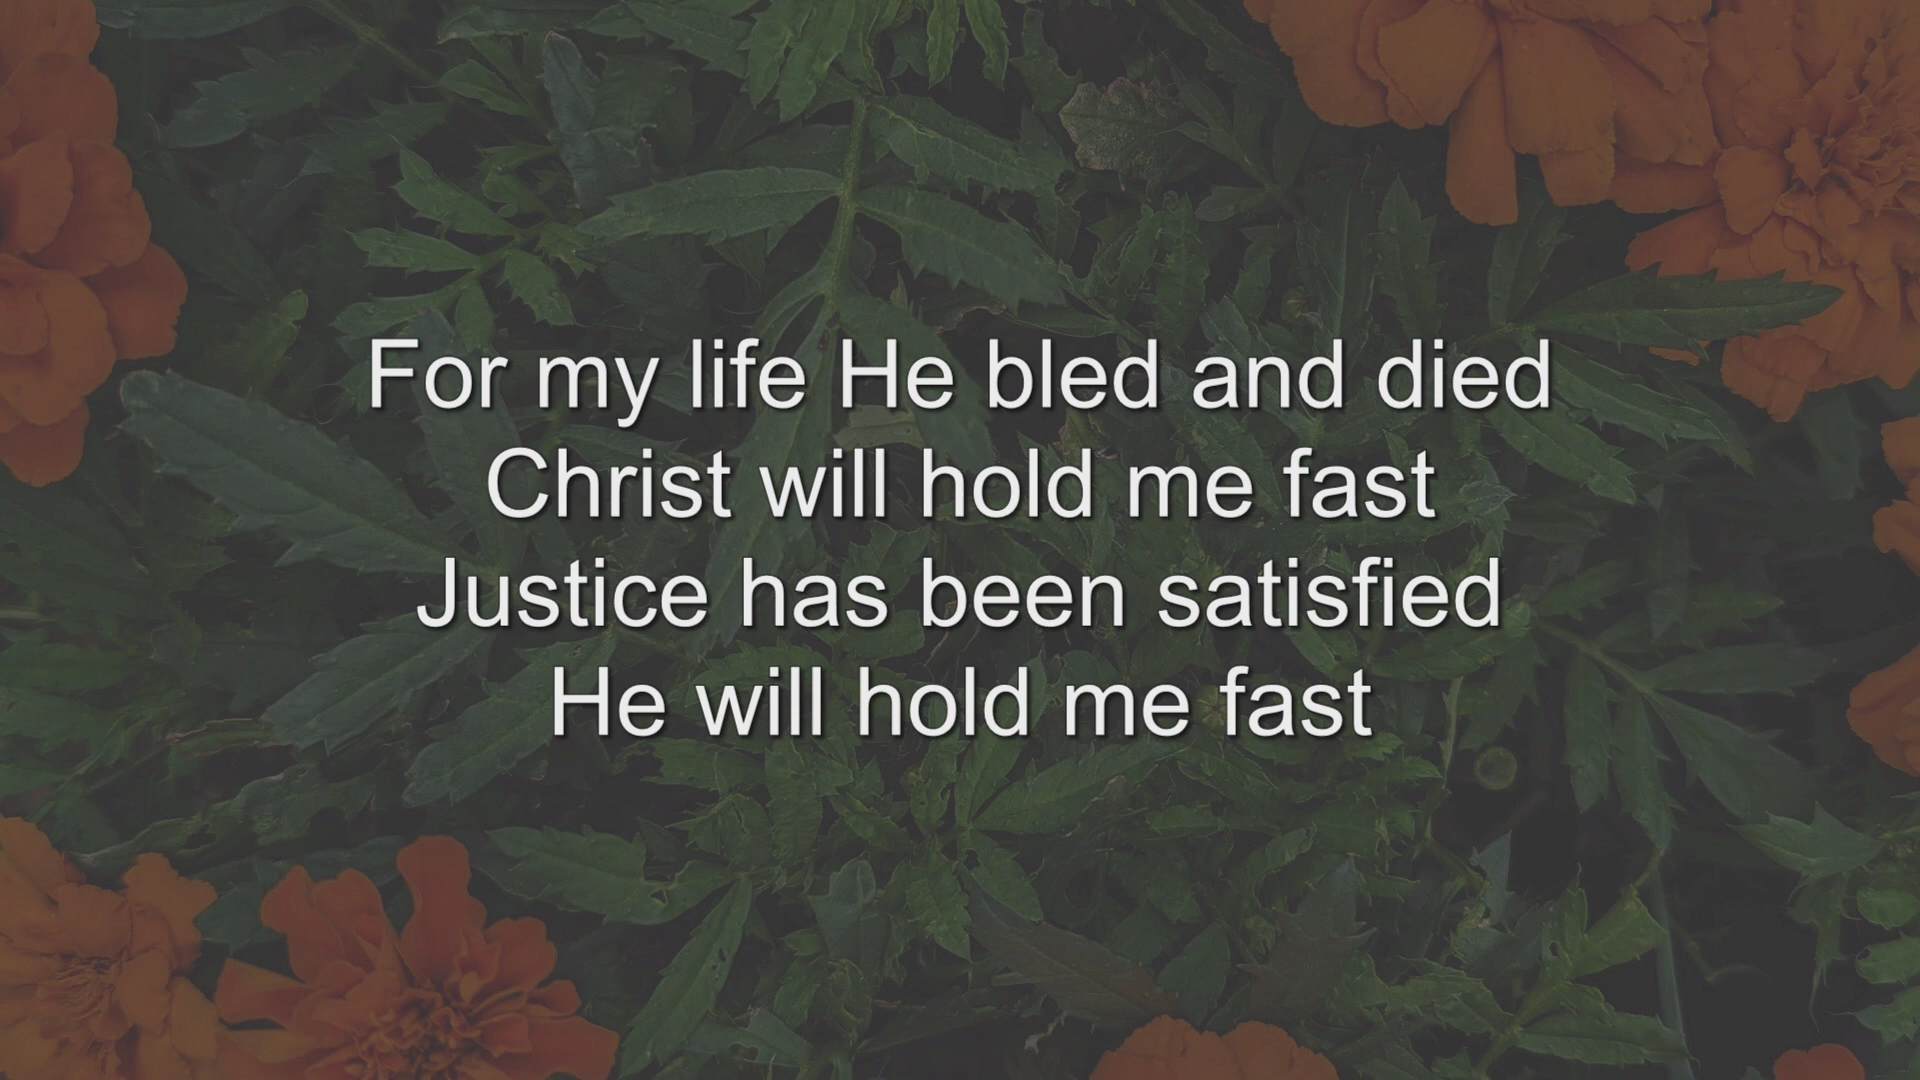 For my life He bled and died
Christ will hold me fast
Justice has been satisfied
He will hold me fast